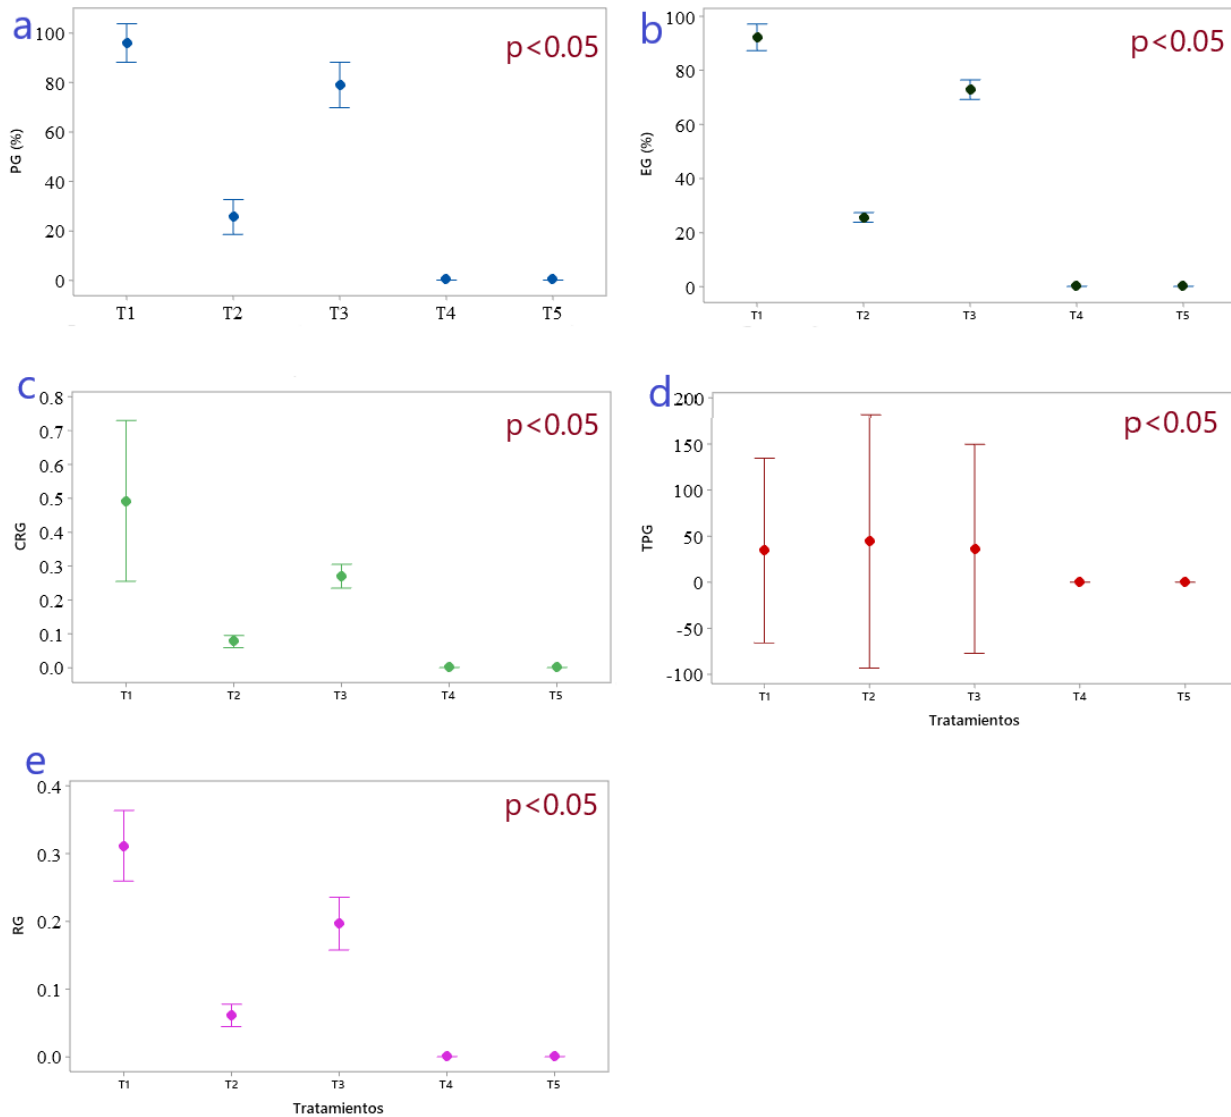 a
p<0.05
PG (%)
100
80
60
40
20
0
T1 T2 T3 T4 T5
b
p<0.05
EG (%)
100
80
60
40
20
0
T1 T2 T3 T4 T5
c
p<0.05
CRG
0.8
0.7
0.6
0.5
0.4
0.3
0.2
0.1
0.0
T1 T2 T3 T4 T5
d
p<0.05
TPG
200
150
100
50
0
-50
-100
T1 T2 T3 T4 T5
Tratamientos
e
p<0.05
RG
0.4
0.3
0.2
0.1
0.0
T1 T2 T3 T4 T5
Tratamientos